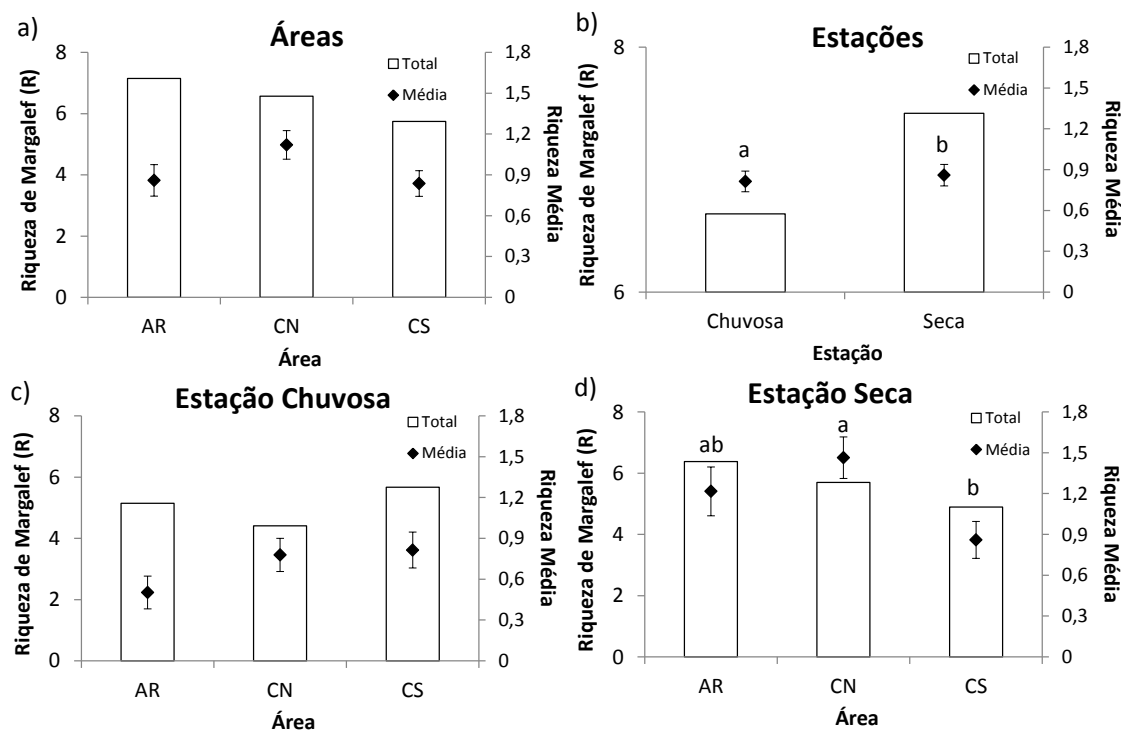 a)
Áreas
8
6
4
2
0
Riqueza de Margalef (R)
1,8
1,5
1,2
0,9
0,6
0,3
0
Riqueza Média
Total
Média
AR CN CS
Área
b)
Estações
8
6
Riqueza de Margalef (R)
1,8
1,5
1,2
0,9
0,6
0,3
0
Riqueza Média
Total
Média
a b
Chuvosa Seca
Estação
c)
Estação Chuvosa
8
6
4
2
0
Riqueza de Margalef (R)
1,8
1,5
1,2
0,9
0,6
0,3
0
Riqueza Média
Total
Média
AR CN CS
Área
d)
Estação Seca
8
6
4
2
0
Riqueza de Margalef (R)
1,8
1,5
1,2
0,9
0,6
0,3
0
Riqueza Média
Total
Média
ab a b
AR CN CS
Área